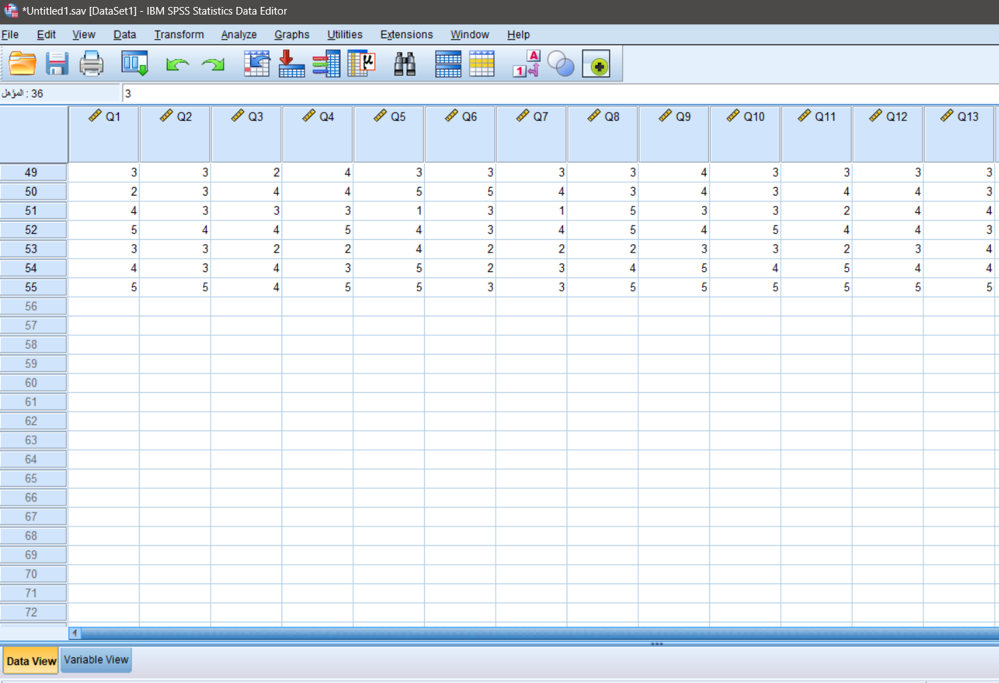 *Untitled1.sav [DataSet1] - IBM SPSS Statistics Data Editor
File Edit View Data Transform Analyze Graphs Utilities Extensions Window Help
36 : المؤهل 3
Q1 Q2 Q3 Q4 Q5 Q6 Q7 Q8 Q9 Q10 Q11 Q12 Q13
49 3 3 2 4 3 3 3 3 4 3 3 3 3
50 2 3 4 4 5 5 4 3 4 3 4 4 3
51 4 3 3 3 1 3 1 5 3 3 2 4 4
52 5 4 4 5 4 3 4 5 4 5 4 4 3
53 3 3 2 2 4 2 2 2 3 3 2 3 4
54 4 3 4 3 5 2 3 4 5 4 5 4 4
55 5 5 4 5 5 3 3 5 5 5 5 5 5
56
57
58
59
60
61
62
63
64
65
66
67
68
69
70
71
72
Data View Variable View